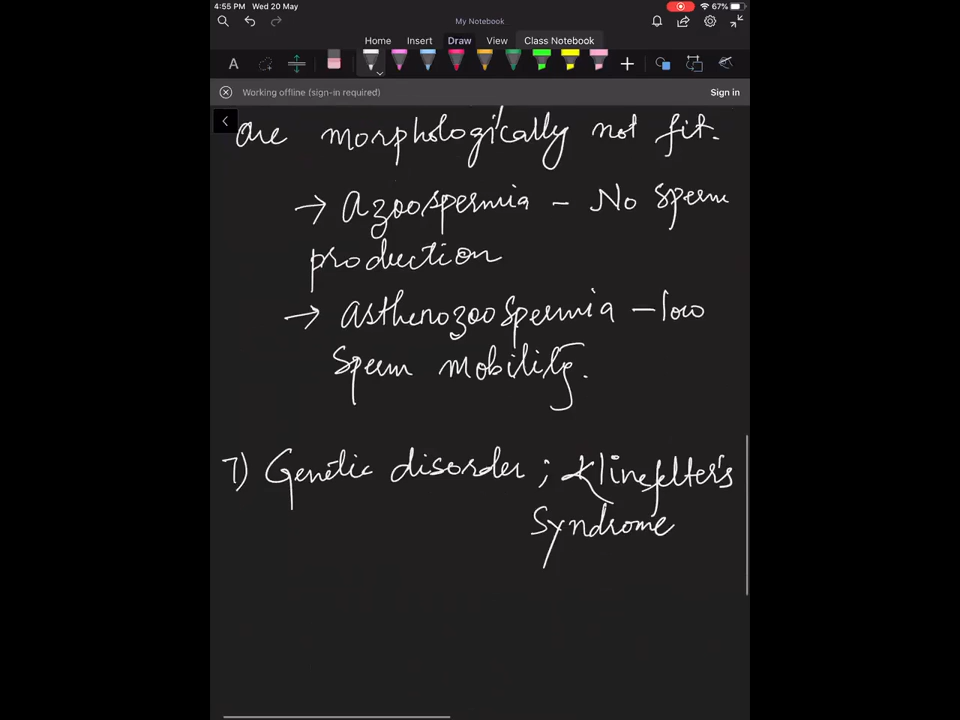 4:55 PM Wed 20 May
67%
My Notebook
Home Insert Draw View Class Notebook
A
Working offline (sign-in required) Sign in
are morphologically not fit.
→ Azoospermia - No sperm
production
→ Asthenozoospermia - low
sperm mobility.
7) Genetic disorder ; Klinefelter's
Syndrome